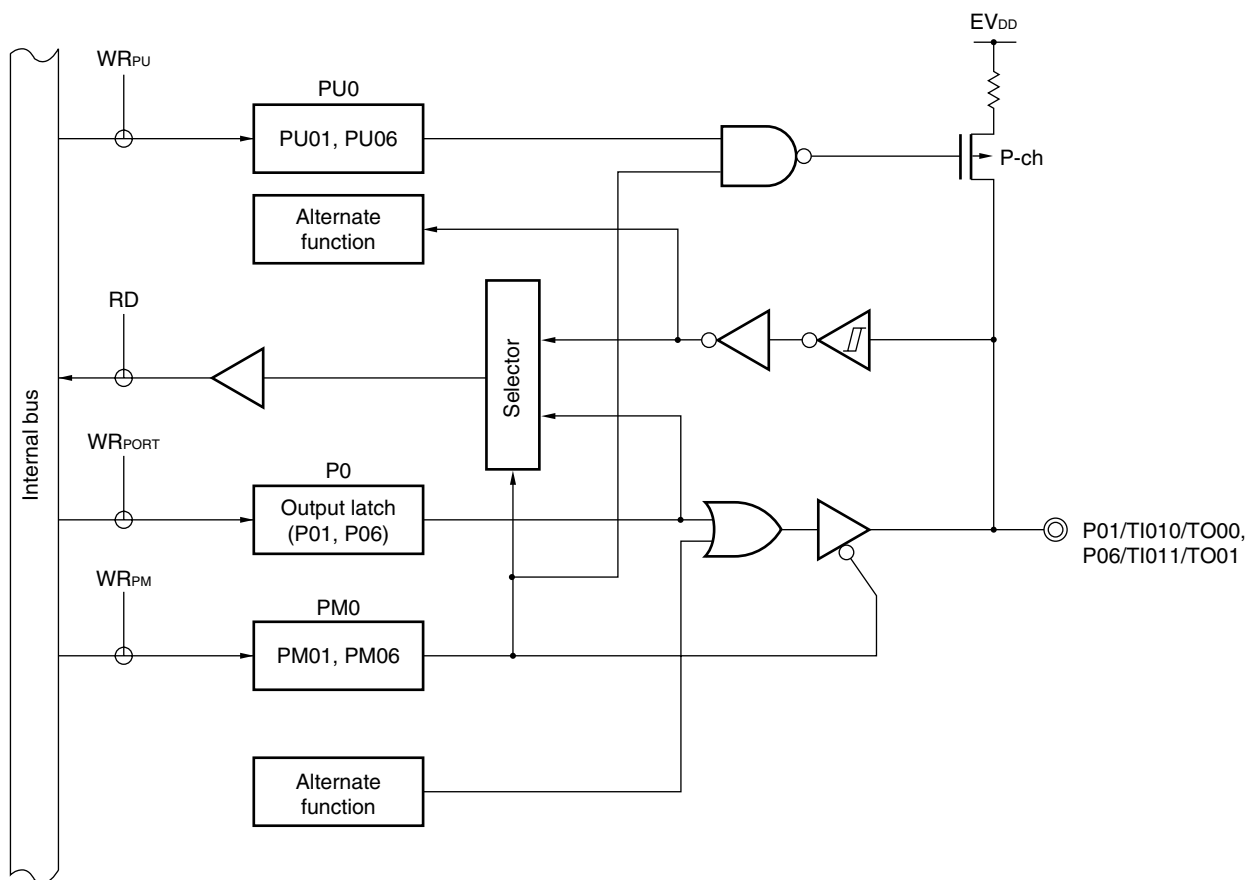 EVDD
WRPU
PU0
PU01, PU06
P-ch
Alternate
function
RD
Selector
Internal bus
WRPORT
P0
Output latch
(P01, P06)
P01/TI010/TO00,
P06/TI011/TO01
WRPM
PM0
PM01, PM06
Alternate
function